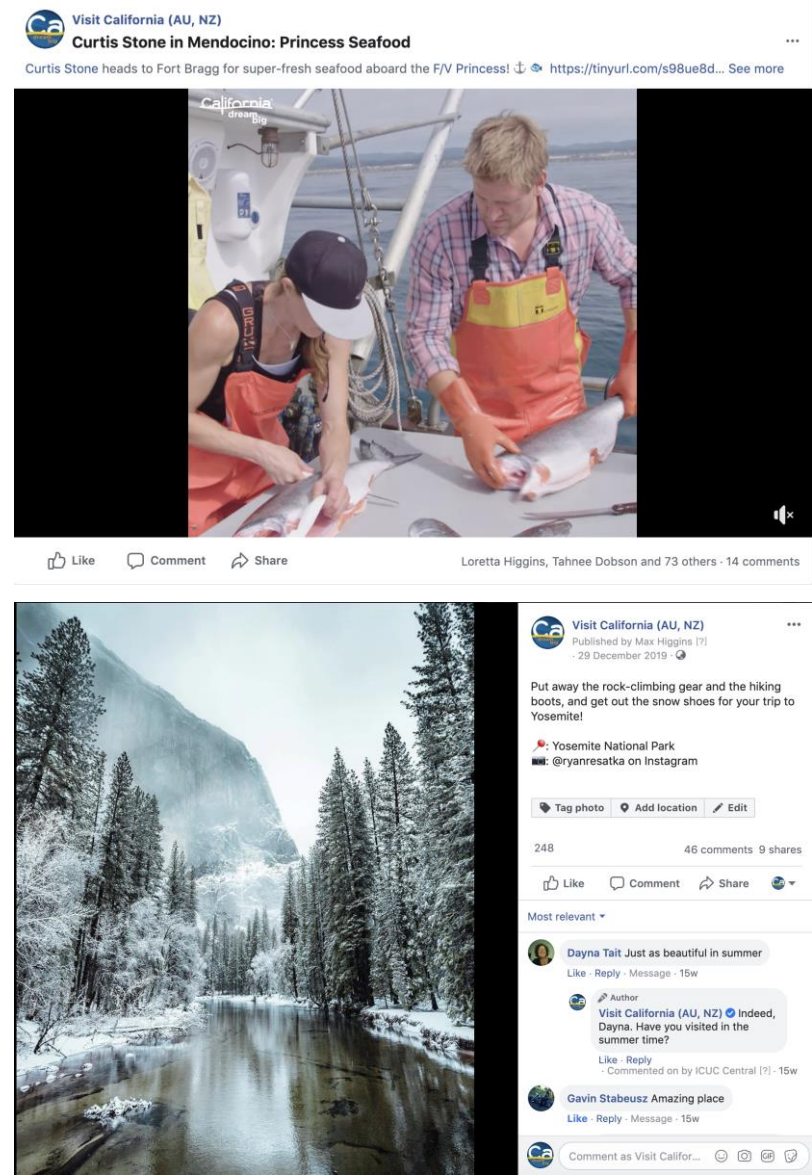 Ca
Visit California (AU, NZ)
Curtis Stone in Mendocino: Princess Seafood
Curtis Stone heads to Fort Bragg for super-fresh seafood aboard the F/V Princess! ⚓ 🐟 https://tinyurl.com/s98ue8d... See more
California
dream
Big
GRUNDÉNS
Like
Comment
Share
Loretta Higgins, Tahnee Dobson and 73 others · 14 comments
Ca
Visit California (AU, NZ)
Published by Max Higgins [?]
· 29 December 2019 ·
Put away the rock-climbing gear and the hiking
boots, and get out the snow shoes for your trip to
Yosemite!
📍: Yosemite National Park
📷: @ryanresatka on Instagram
Tag photo
Add location
Edit
248
46 comments 9 shares
Like
Comment
Share
Most relevant
Dayna Tait Just as beautiful in summer
Like · Reply · Message · 15w
Ca
Author
Visit California (AU, NZ) Indeed,
Dayna. Have you visited in the
summer time?
Like · Reply
· Commented on by ICUC Central [?] · 15w
Gavin Stabeusz Amazing place
Like · Reply · Message · 15w
Ca
Comment as Visit Califor...
GIF